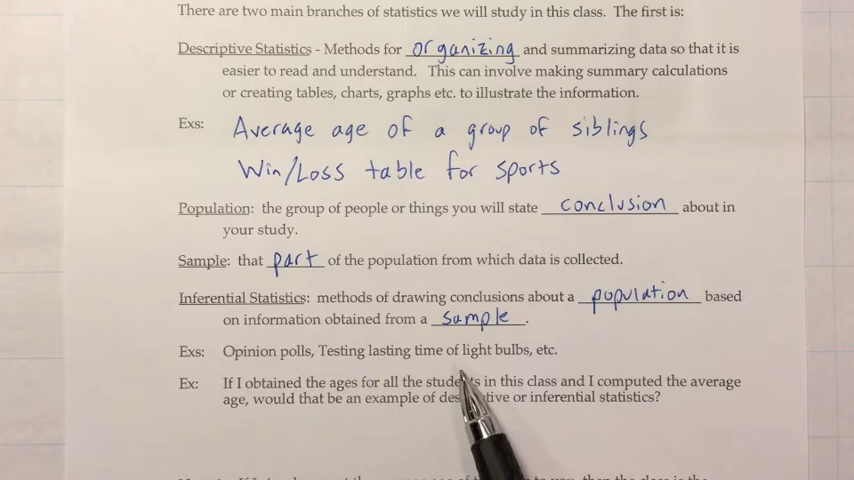 There are two main branches of statistics we will study in this class. The first is:
Descriptive Statistics - Methods for organizing and summarizing data so that it is
easier to read and understand. This can involve making summary calculations
or creating tables, charts, graphs etc. to illustrate the information.
Exs: Average age of a group of siblings
Win/Loss table for sports
Population: the group of people or things you will state conclusion about in
your study.
Sample: that part of the population from which data is collected.
Inferential Statistics: methods of drawing conclusions about a population based
on information obtained from a sample.
Exs: Opinion polls, Testing lasting time of light bulbs, etc.
Ex: If I obtained the ages for all the students in this class and I computed the average
age, would that be an example of descriptive or inferential statistics?